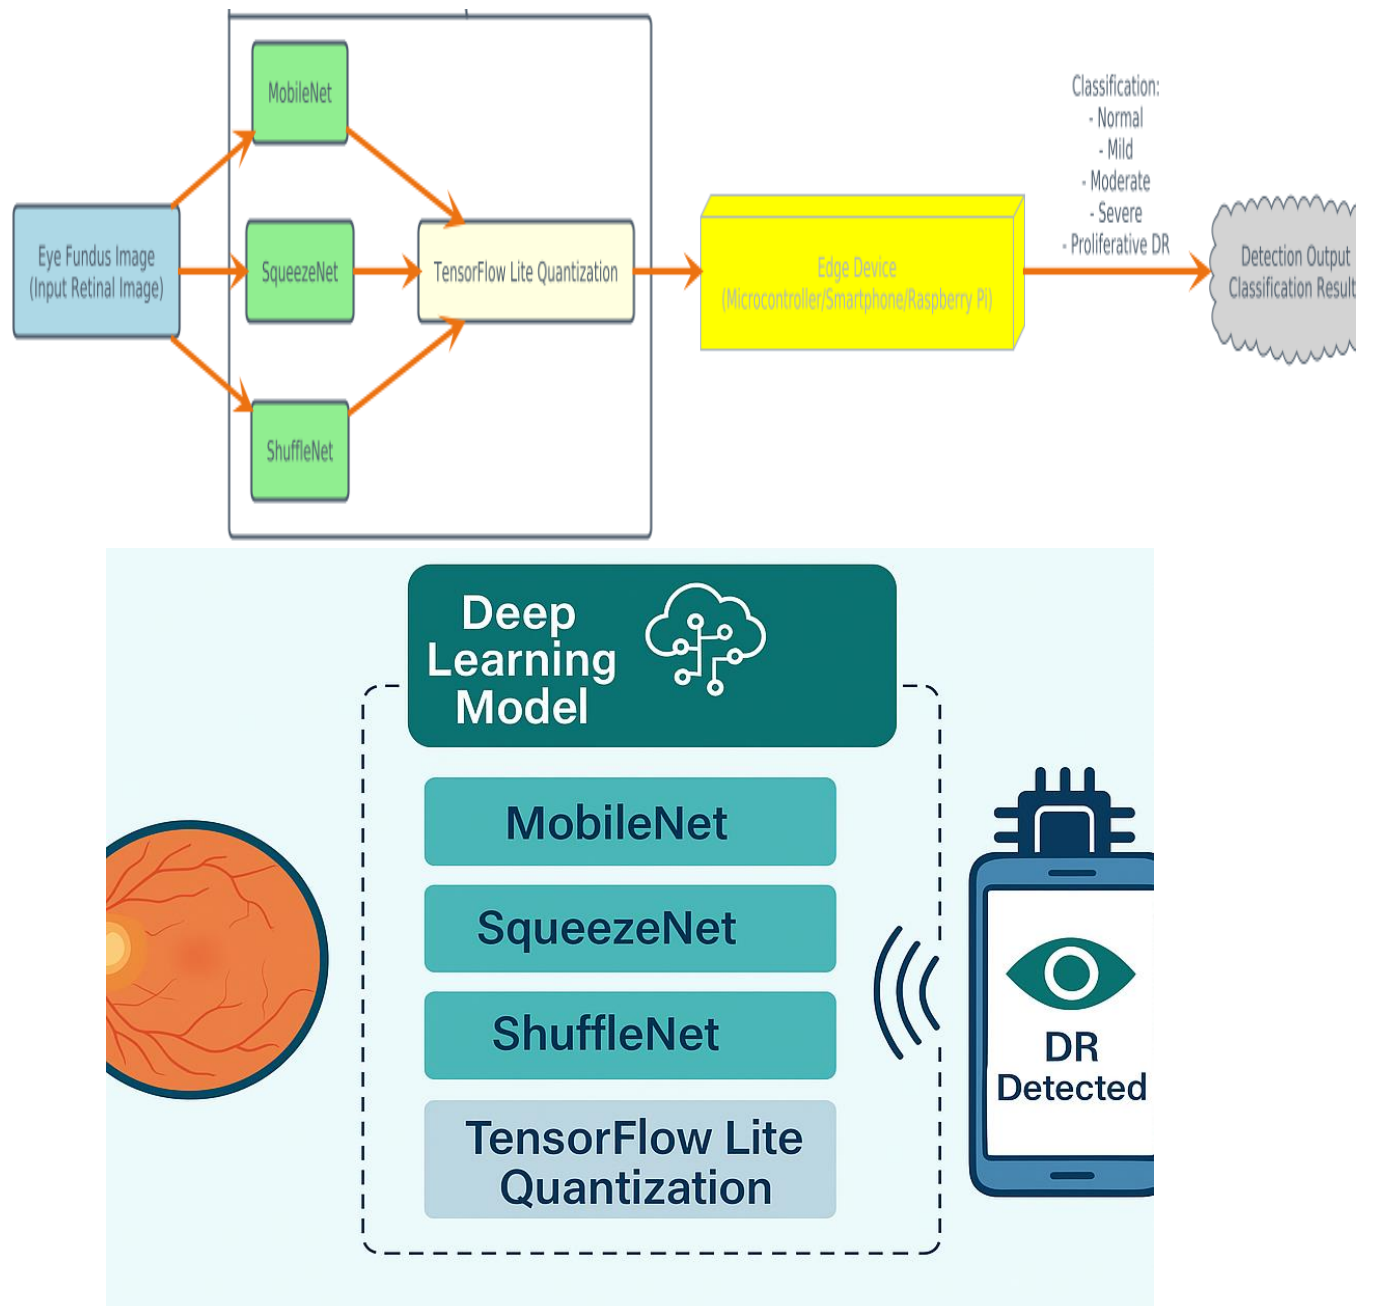 MobileNet
Eye Fundus Image
(Input Retinal Image)
SqueezeNet
TensorFlow Lite Quantization
ShuffleNet
Edge Device
(Microcontroller/Smartphone/Raspberry Pi)
Classification:
- Normal
- Mild
- Moderate
- Severe
- Proliferative DR
Detection Output
Classification Result
Deep
Learning
Model
MobileNet
SqueezeNet
ShuffleNet
TensorFlow Lite
Quantization
DR
Detected